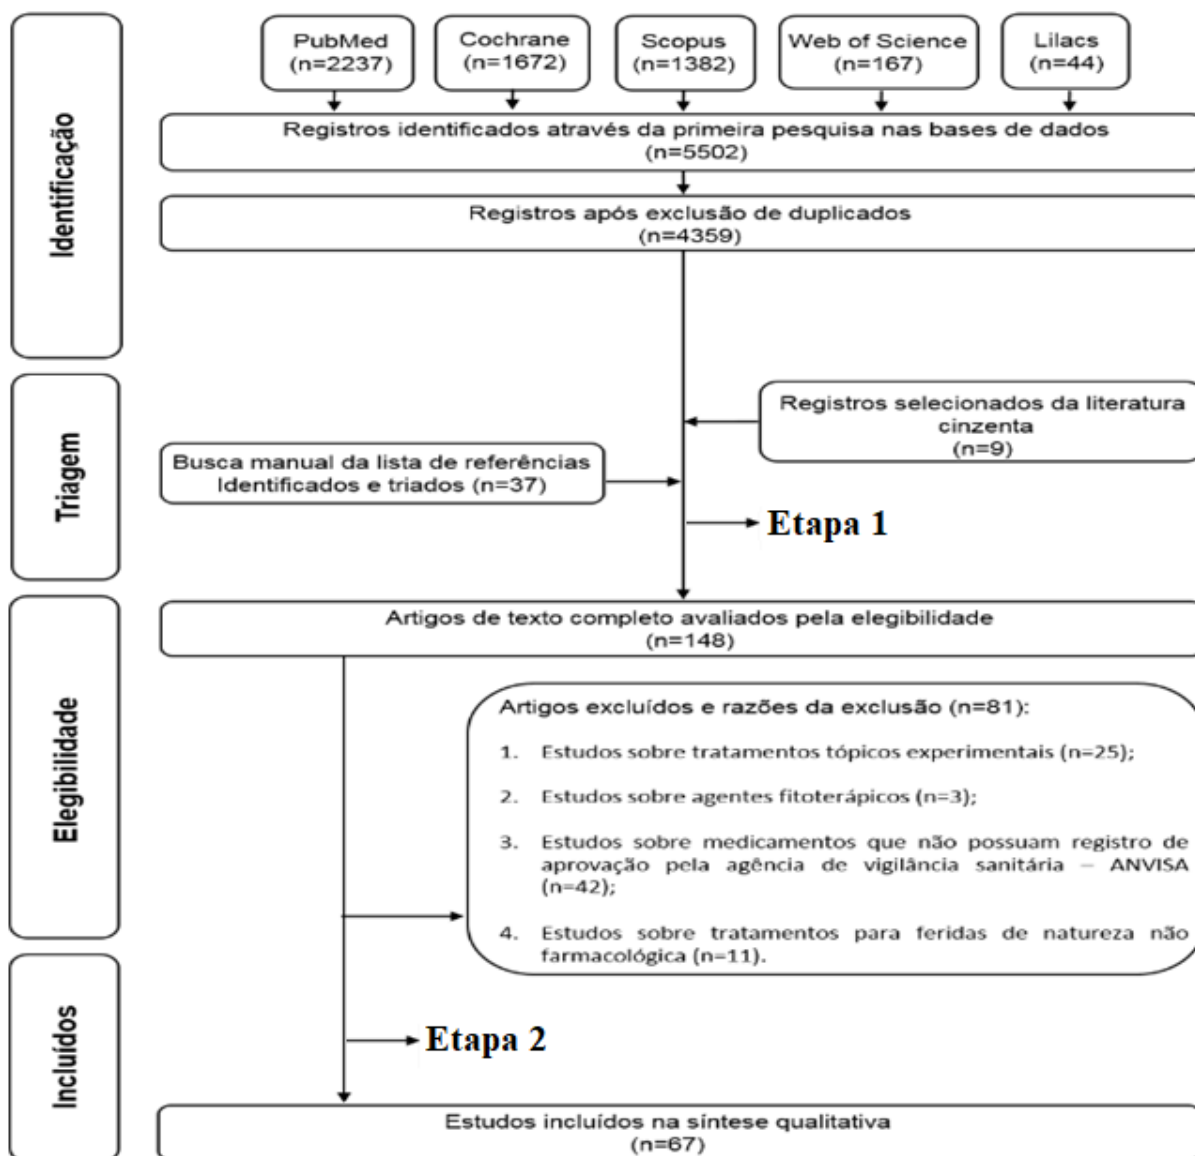 Identificação
PubMed
(n=2237)
Cochrane
(n=1672)
Scopus
(n=1382)
Web of Science
(n=167)
Lilacs
(n=44)
Registros identificados através da primeira pesquisa nas bases de dados
(n=5502)
Registros após exclusão de duplicados
(n=4359)
Triagem
Registros selecionados da literatura
cinzenta
(n=9)
Busca manual da lista de referências
Identificados e triados (n=37)
Etapa 1
Elegibilidade
Artigos de texto completo avaliados pela elegibilidade
(n=148)
Artigos excluídos e razões da exclusão (n=81):
1. Estudos sobre tratamentos tópicos experimentais (n=25);
2. Estudos sobre agentes fitoterápicos (n=3);
3. Estudos sobre medicamentos que não possuam registro de
aprovação pela agência de vigilância sanitária – ANVISA
(n=42);
4. Estudos sobre tratamentos para feridas de natureza não
farmacológica (n=11).
Incluídos
Etapa 2
Estudos incluídos na síntese qualitativa
(n=67)